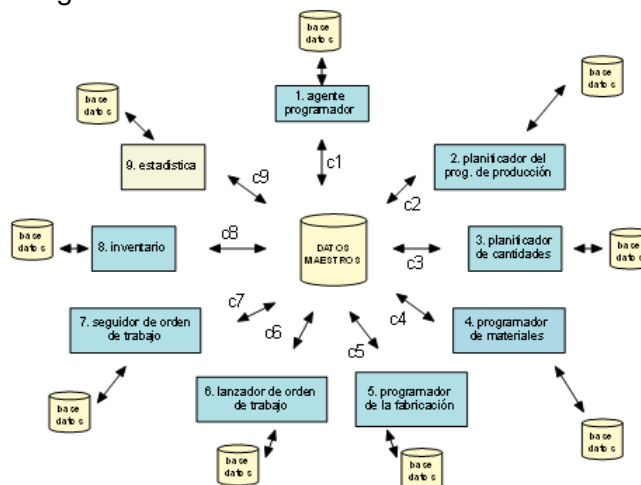 base
datos
1. agente
programador
c1
base
datos
2. planificador del
prog. de producción
c2
3. planificador
de cantidades
c3
base
datos
4. programador
de materiales
c4
base
datos
5. programador
de la fabricación
c5
base
datos
6. lanzador de orden
de trabajo
c6
base
datos
7. seguidor de orden
de trabajo
c7
base
datos
8. inventario
c8
base
datos
9. estadística
c9
base
datos
DATOS
MAESTROS